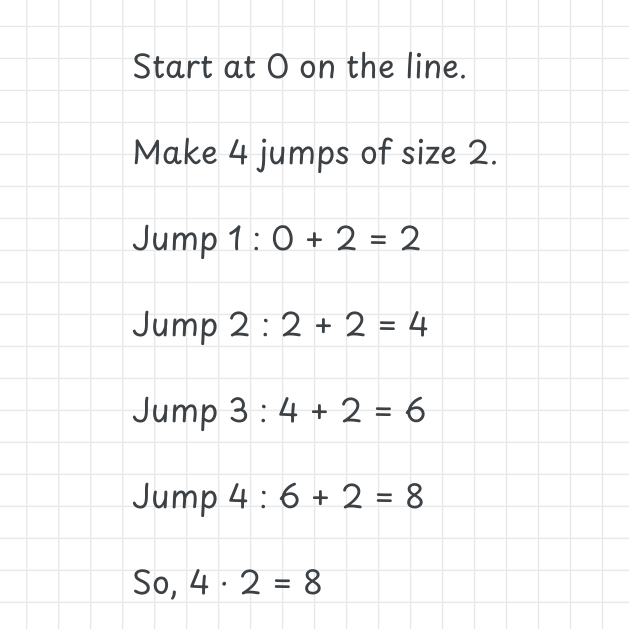 Start at 0 on the line.
Make 4 jumps of size 2.
Jump 1 : 0 + 2 = 2
Jump 2 : 2 + 2 = 4
Jump 3 : 4 + 2 = 6
Jump 4 : 6 + 2 = 8
So, 4 · 2 = 8